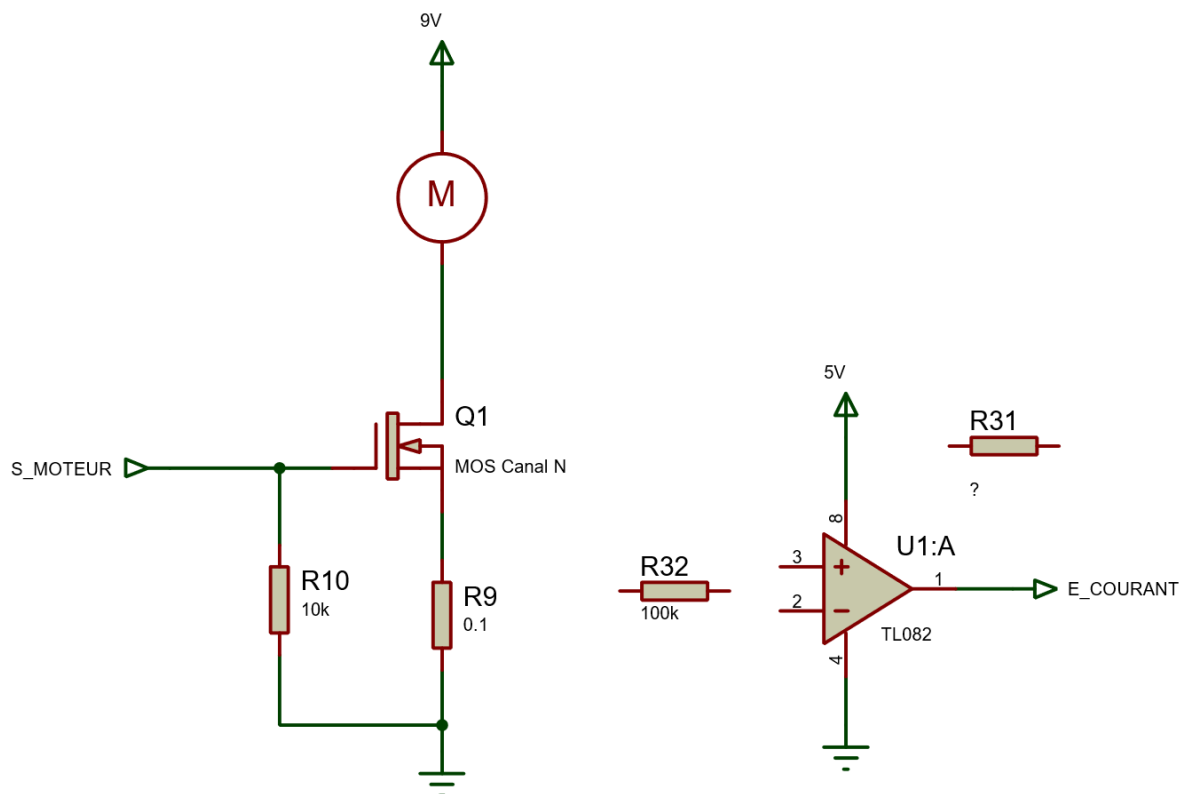 9V
M
Q1
MOS Canal N
S_MOTEUR
R10
10k
R9
0.1
5V
R31
?
8
U1:A
3
+
R32
100k
1
E_COURANT
2
−
TL082
4